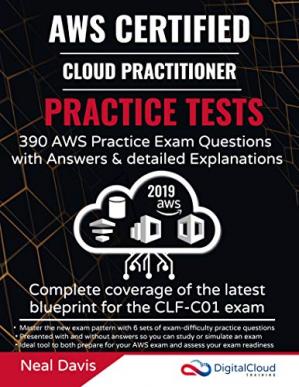 AWS CERTIFIED
CLOUD PRACTITIONER
PRACTICE TESTS
390 AWS Practice Exam Questions
with Answers & detailed Explanations
2019
aws
Complete coverage of the latest
blueprint for the CLF-C01 exam
• Master the new exam pattern with 6 sets of exam-difficulty practice questions
• Presented with and without answers so you can study or simulate an exam
• Ideal tool to both prepare for your AWS exam and assess your exam readiness
Neal Davis
DigitalCloud
TRAINING